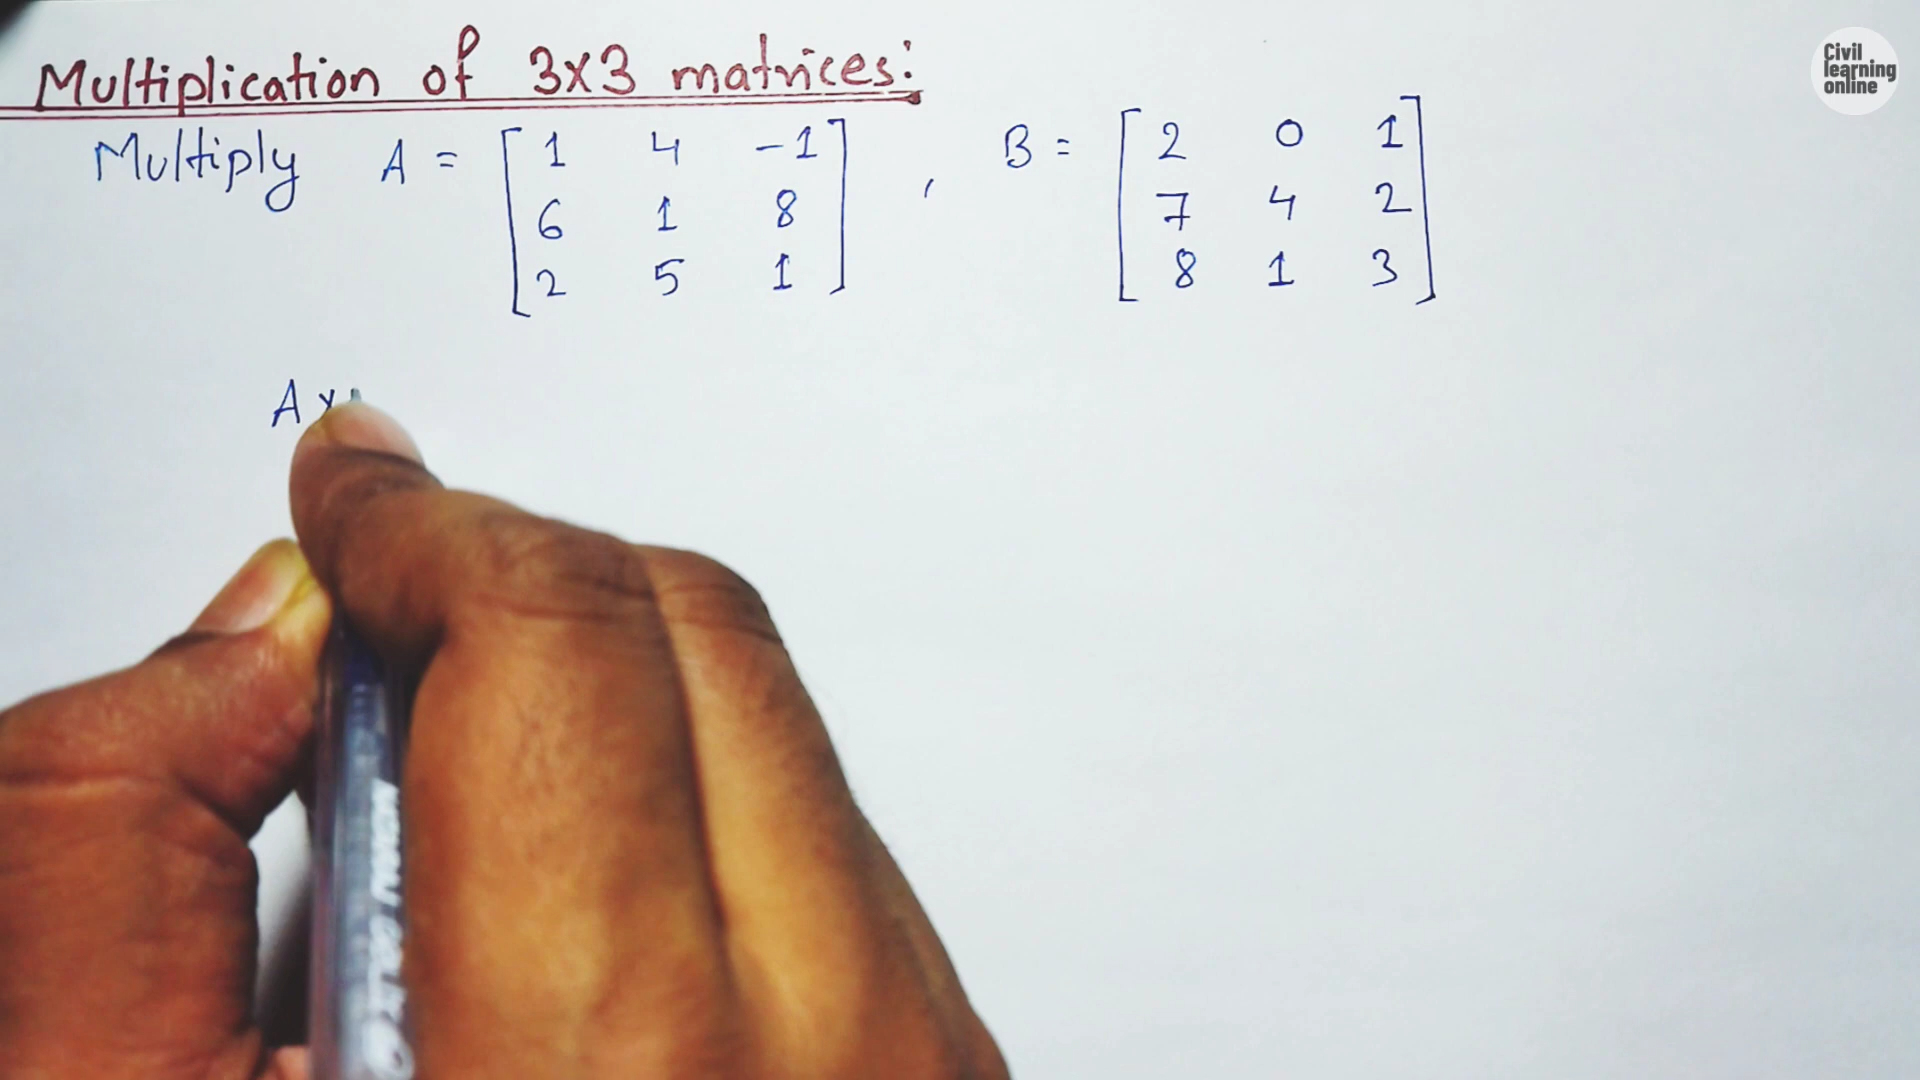 Multiplication of 3x3 matrices:
Multiply A = [ 1 4 -1 ] , B = [ 2 0 1 ]
6 1 8 7 4 2
2 5 1 8 1 3
A x
Civil
learning
online